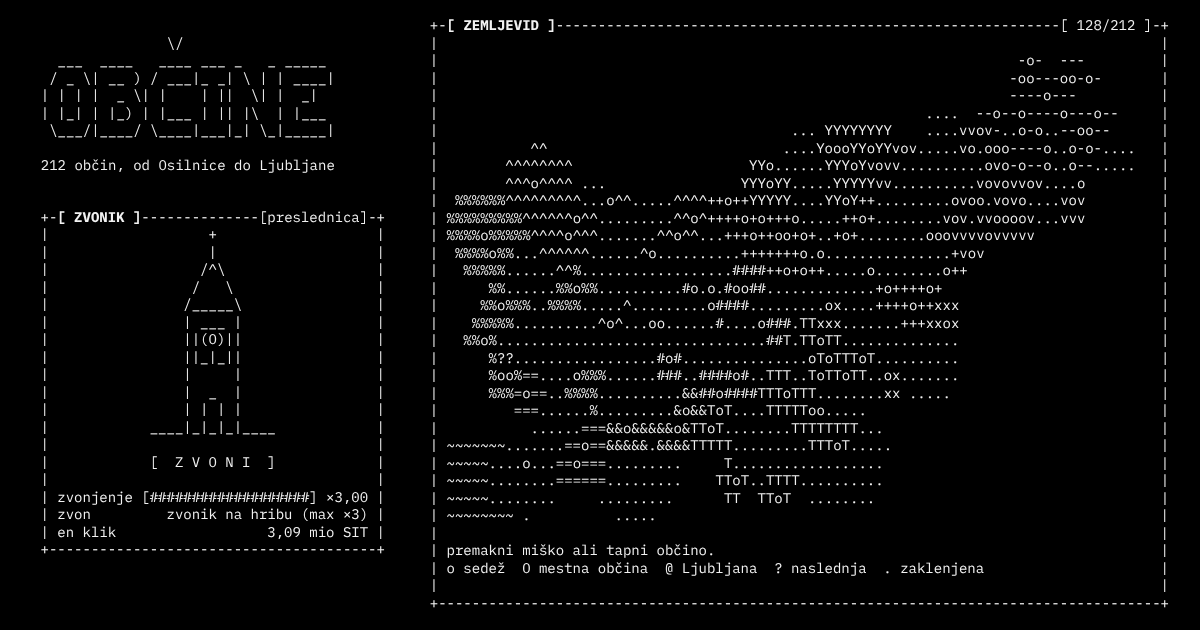 OBČINE
212 občin, od Osilnice do Ljubljane
[ ZVONIK ] [preslednica]
[ Z V O N I ]
zvonjenje [###################] ×3,00
zvon zvonik na hribu (max ×3)
en klik 3,09 mio SIT
[ ZEMLJEVID ] [ 128/212 ]
premakni miško ali tapni občino.
o sedež O mestna občina @ Ljubljana ? naslednja . zaklenjena